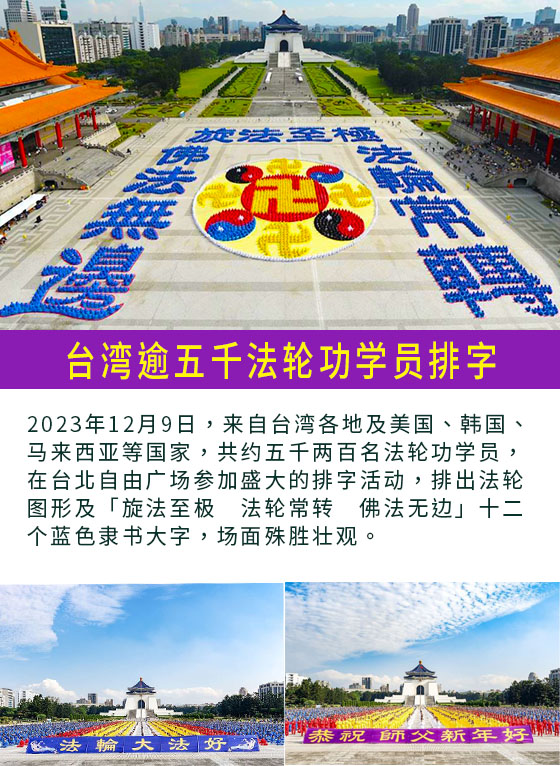 旋法至極
法輪常轉
佛法無邊
台湾逾五千法轮功学员排字
2023年12月9日，来自台湾各地及美国、韩国、
马来西亚等国家，共约五千两百名法轮功学员，
在台北自由广场参加盛大的排字活动，排出法轮
图形及「旋法至极　法轮常转　佛法无边」十二
个蓝色隶书大字，场面殊胜壮观。
法輪大法好
恭祝 師父新年好